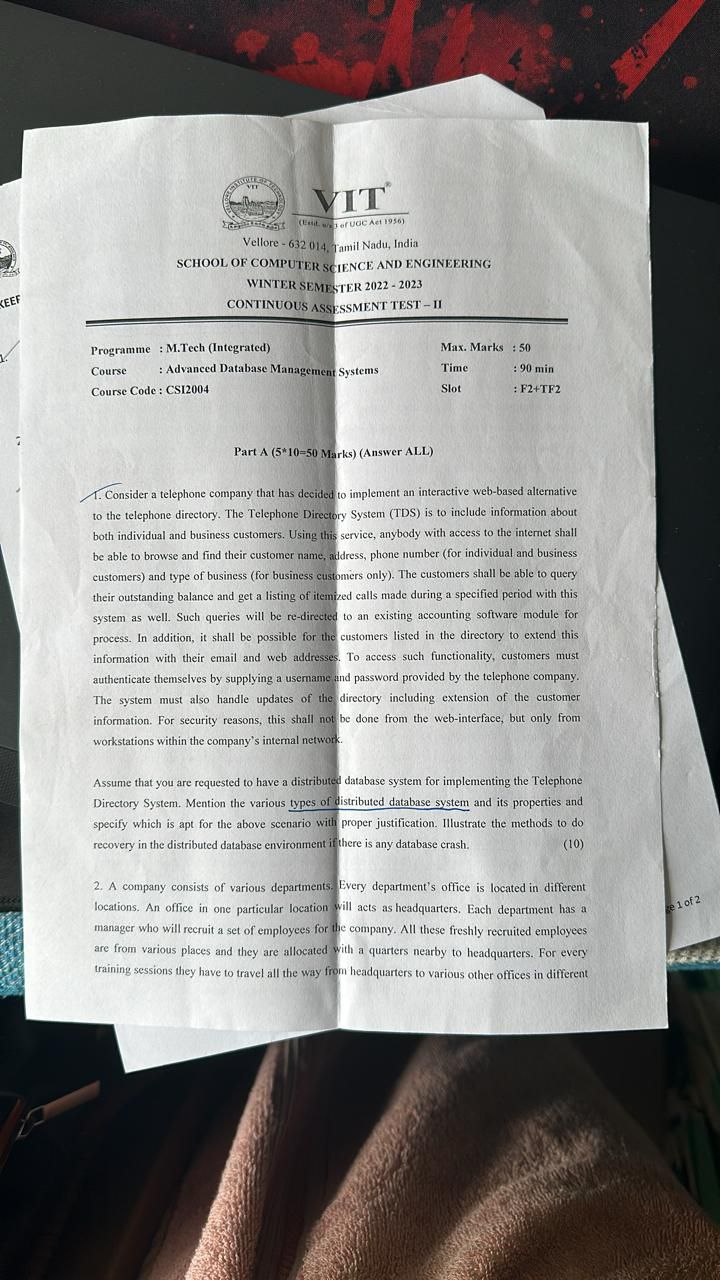 VELLORE INSTITUTE OF TECHNOLOGY
VIT
VIT®
(Estd. u/s 3 of UGC Act 1956)
Vellore - 632 014, Tamil Nadu, India
SCHOOL OF COMPUTER SCIENCE AND ENGINEERING
WINTER SEMESTER 2022 - 2023
CONTINUOUS ASSESSMENT TEST – II
KEEP
Programme : M.Tech (Integrated) Max. Marks : 50
Course : Advanced Database Management Systems Time : 90 min
Course Code : CSI2004 Slot : F2+TF2
1.
Part A (5*10=50 Marks) (Answer ALL)
1. Consider a telephone company that has decided to implement an interactive web-based alternative
to the telephone directory. The Telephone Directory System (TDS) is to include information about
both individual and business customers. Using this service, anybody with access to the internet shall
be able to browse and find their customer name, address, phone number (for individual and business
customers) and type of business (for business customers only). The customers shall be able to query
their outstanding balance and get a listing of itemized calls made during a specified period with this
system as well. Such queries will be re-directed to an existing accounting software module for
process. In addition, it shall be possible for the customers listed in the directory to extend this
information with their email and web addresses. To access such functionality, customers must
authenticate themselves by supplying a username and password provided by the telephone company.
The system must also handle updates of the directory including extension of the customer
information. For security reasons, this shall not be done from the web-interface, but only from
workstations within the company's internal network.
Assume that you are requested to have a distributed database system for implementing the Telephone
Directory System. Mention the various types of distributed database system and its properties and
specify which is apt for the above scenario with proper justification. Illustrate the methods to do
recovery in the distributed database environment if there is any database crash. (10)
2. A company consists of various departments. Every department's office is located in different
locations. An office in one particular location will acts as headquarters. Each department has a
manager who will recruit a set of employees for the company. All these freshly recruited employees
are from various places and they are allocated with a quarters nearby to headquarters. For every
training sessions they have to travel all the way from headquarters to various other offices in different
ge 1 of 2